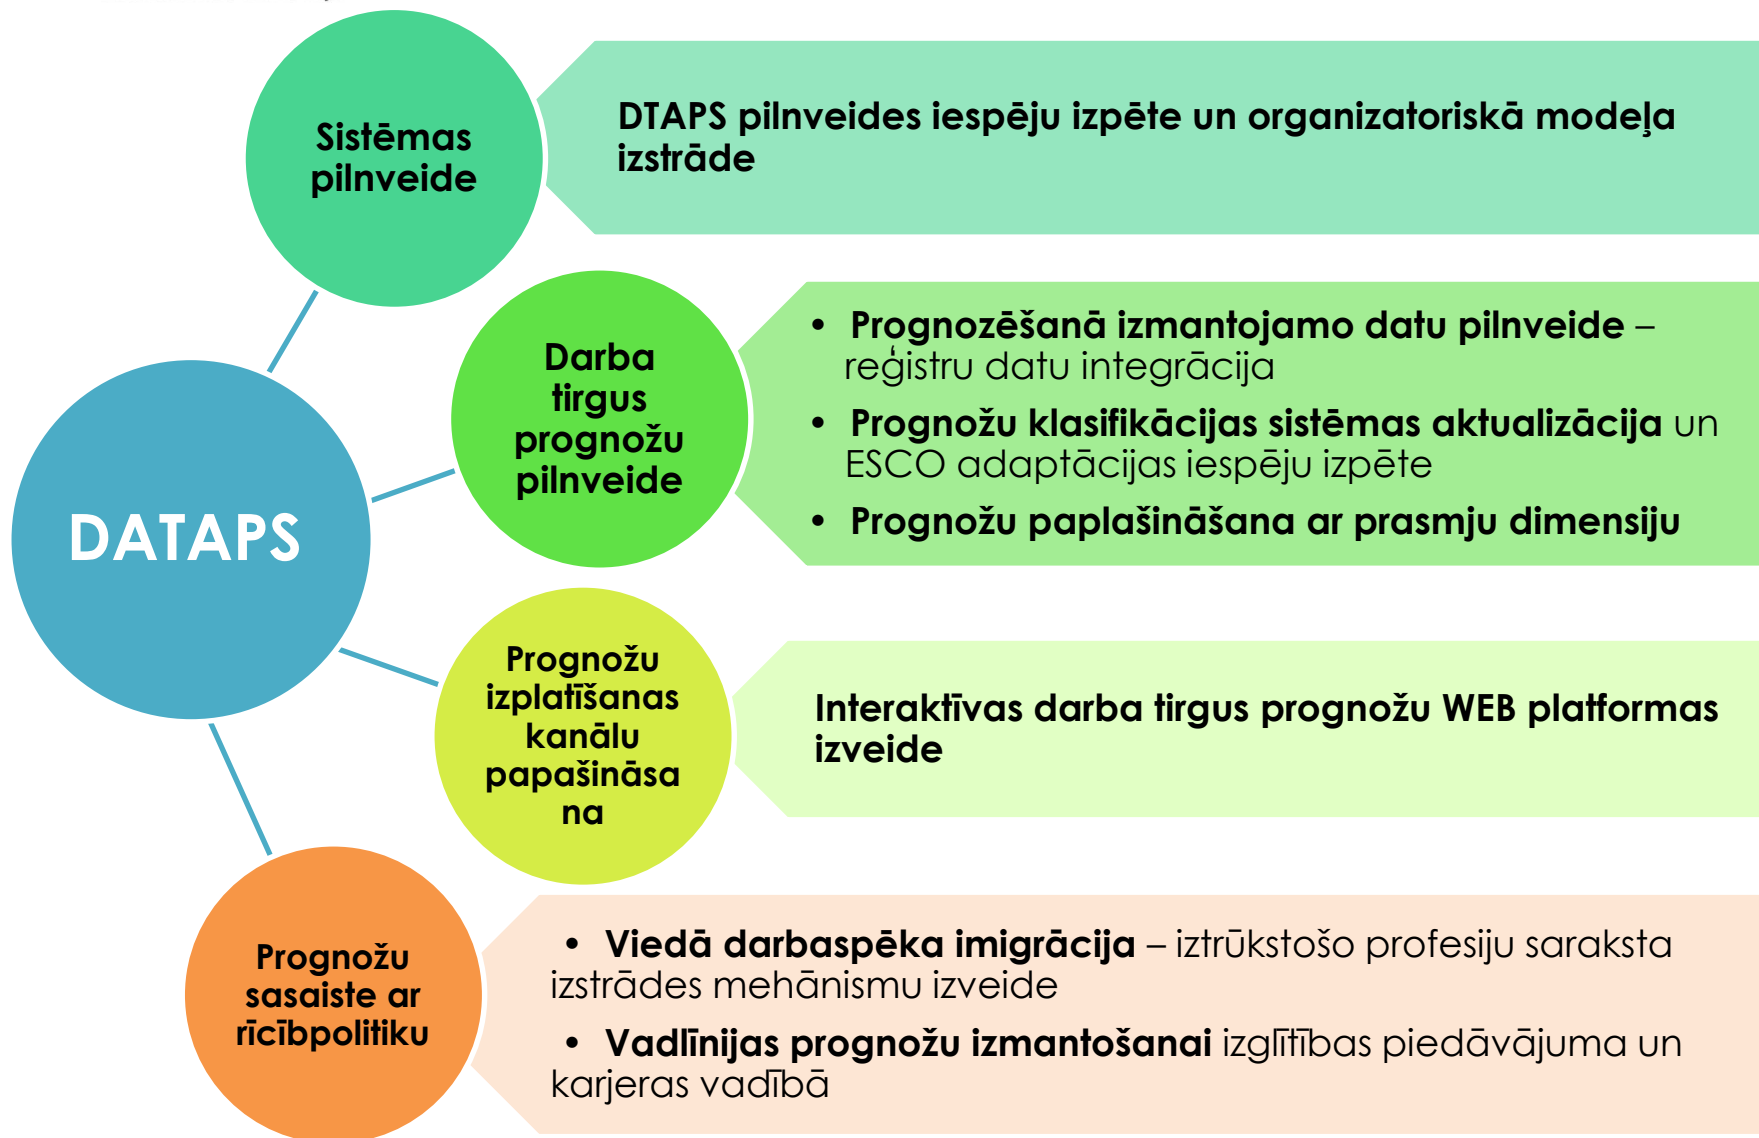 DATAPS
Sistēmas
pilnveide
DTAPS pilnveides iespēju izpēte un organizatoriskā modeļa
izstrāde
Darba
tirgus
prognožu
pilnveide
• Prognozēšanā izmantojamo datu pilnveide –
reģistru datu integrācija
• Prognožu klasifikācijas sistēmas aktualizācija un
ESCO adaptācijas iespēju izpēte
• Prognožu paplašināšana ar prasmju dimensiju
Prognožu
izplatīšanas
kanālu
papašināsa
na
Interaktīvas darba tirgus prognožu WEB platformas
izveide
Prognožu
sasaiste ar
rīcībpolitiku
• Viedā darbaspēka imigrācija – iztrūkstošo profesiju saraksta
izstrādes mehānismu izveide
• Vadlīnijas prognožu izmantošanai izglītības piedāvājuma un
karjeras vadībā